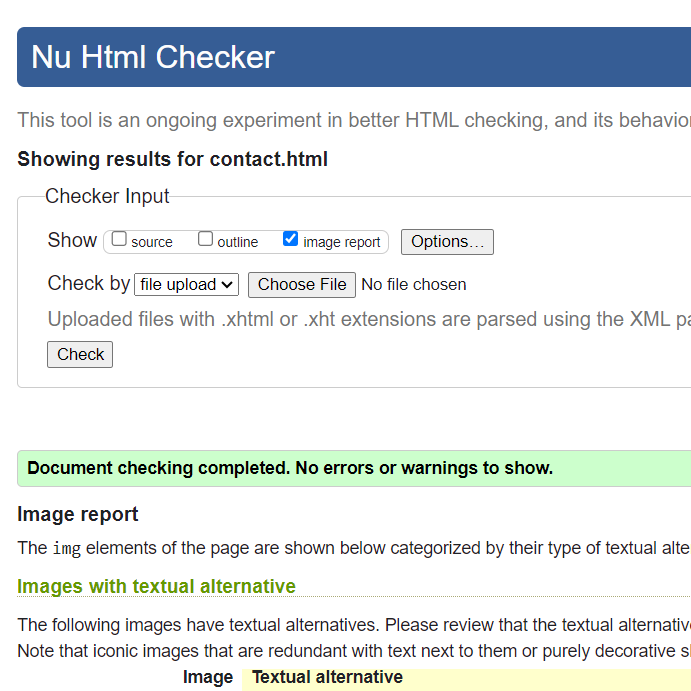 Nu Html Checker
This tool is an ongoing experiment in better HTML checking, and its behavior
Showing results for contact.html
Checker Input
Show source outline image report Options...
Check by file upload Choose File No file chosen
Uploaded files with .xhtml or .xht extensions are parsed using the XML
Check
Document checking completed. No errors or warnings to show.
Image report
The img elements of the page are shown below categorized by their type of textual
Images with textual alternative
The following images have textual alternatives. Please review that the textual
Note that iconic images that are redundant with text next to them or purely decorative
Image Textual alternative